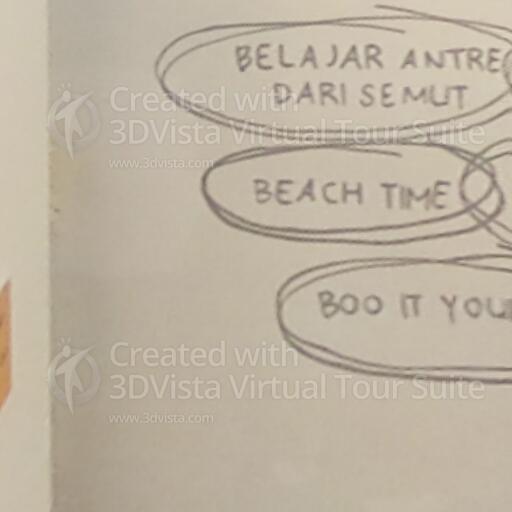 BELAJAR ANTRE
DARI SEMUT
BEACH TIME
BOO IT YOUR
Created with
3DVista Virtual Tour Suite
www.3dvista.com
Created with
3DVista Virtual Tour Suite
www.3dvista.com